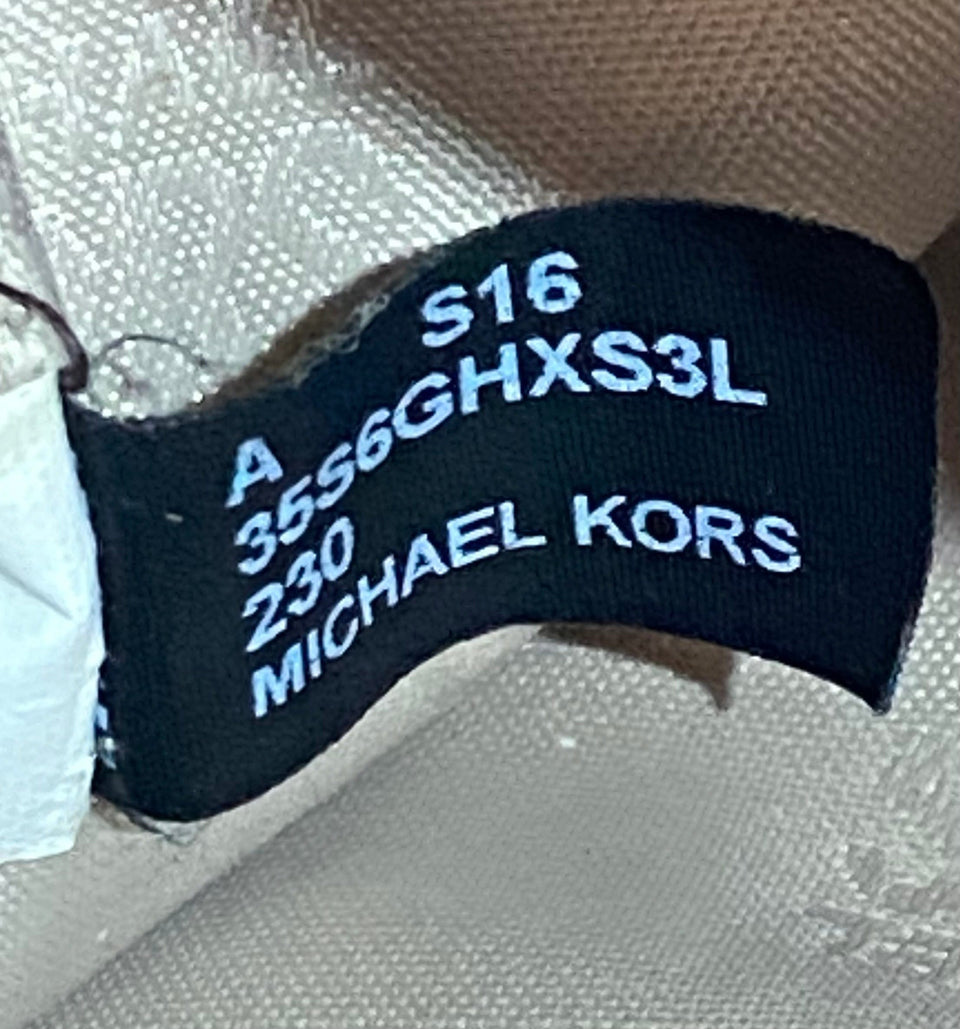 S16
A
35S6GHXS3L
230
MICHAEL KORS